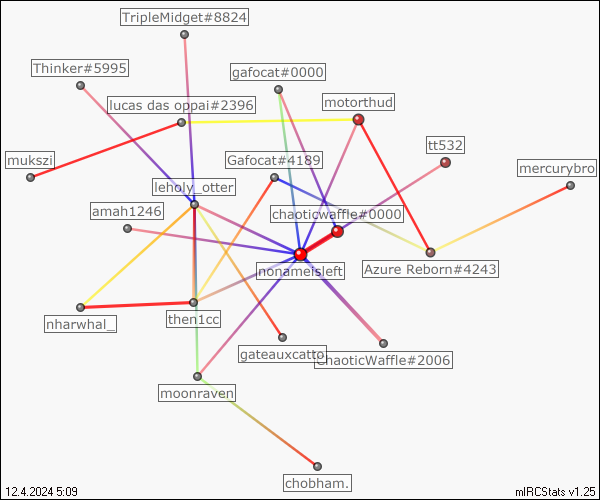 TripleMidget#8824
Thinker#5995
gafocat#0000
lucas das oppai#2396
motorthud
mukszi
Gafocat#4189
tt532
mercurybro
leholy_otter
amah1246
chaoticwaffle#0000
nonameisleft
Azure Reborn#4243
nharwhal_
then1cc
gateauxcatto
ChaoticWaffle#2006
moonraven
chobham.
12.4.2024 5:09
mIRCStats v1.25